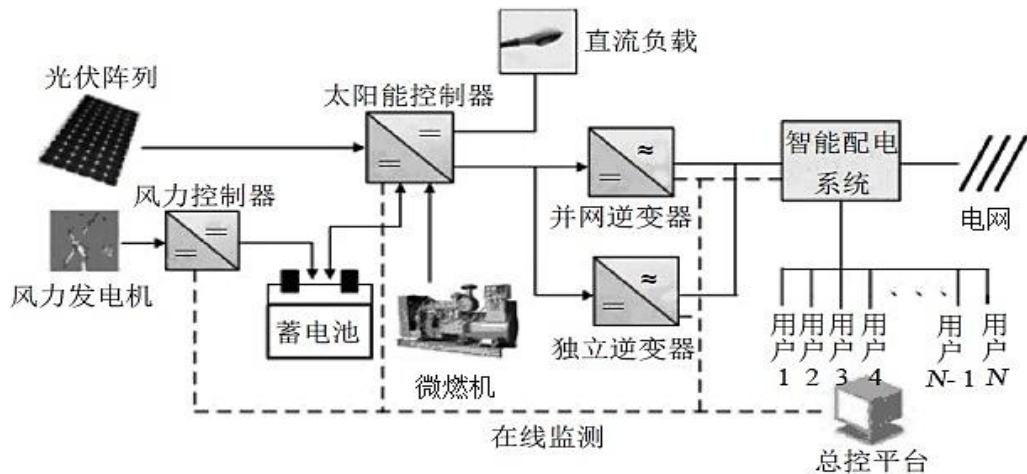 直流负载
光伏阵列
太阳能控制器
≈
智能配电
系统
风力控制器
并网逆变器
电网
风力发电机
蓄电池
≈
独立逆变器
微燃机
用户1
用户2
用户3
用户4
、、、
用户N-1
用户N
在线监测
总控平台